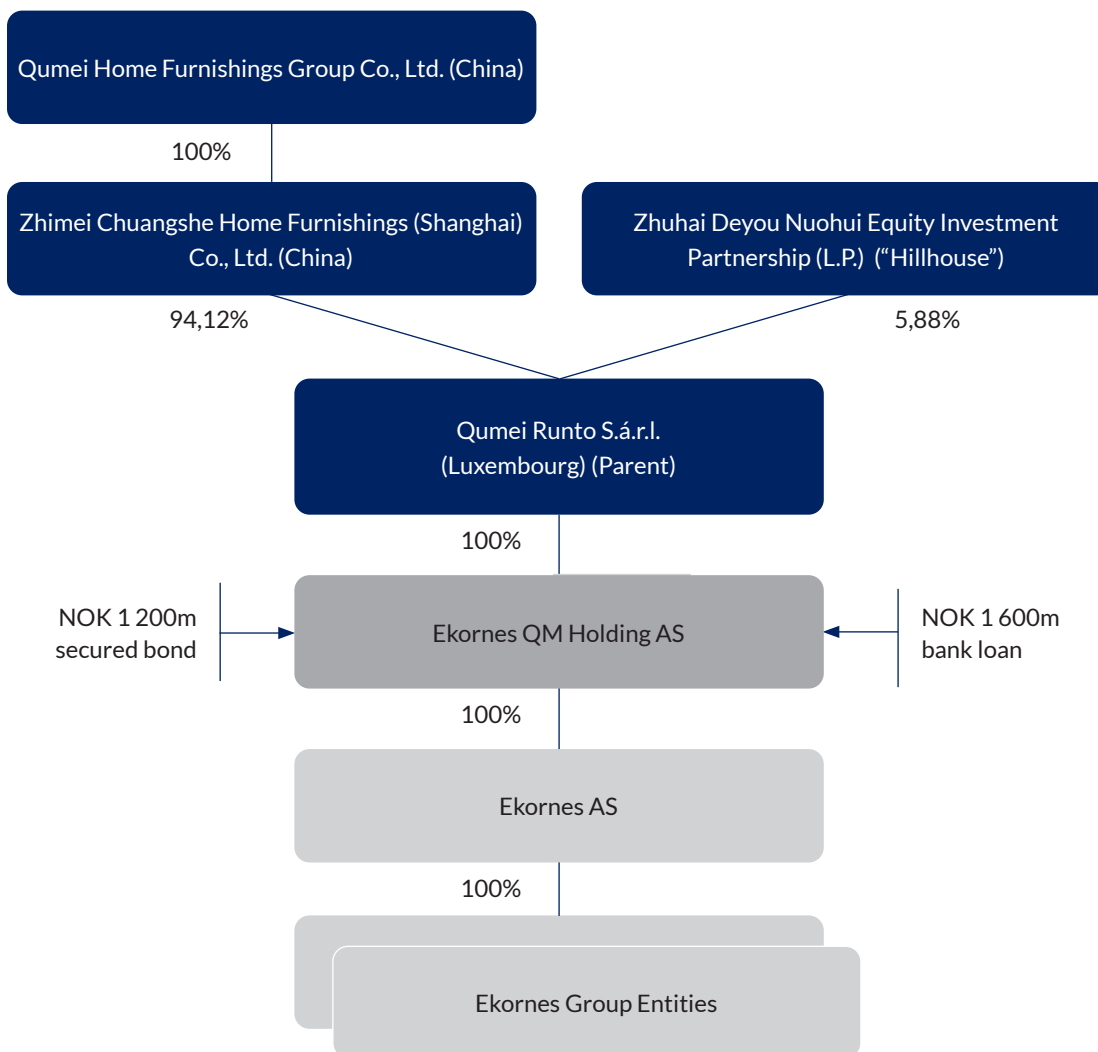 Qumei Home Furnishings Group Co., Ltd. (China)
100%
Zhimei Chuangshe Home Furnishings (Shanghai)
Co., Ltd. (China)
Zhuhai Deyou Nuohui Equity Investment
Partnership (L.P.) (“Hillhouse”)
94,12%
5,88%
Qumei Runto S.á.r.l.
(Luxembourg) (Parent)
100%
NOK 1 200m
secured bond
Ekornes QM Holding AS
NOK 1 600m
bank loan
100%
Ekornes AS
100%
Ekornes Group Entities